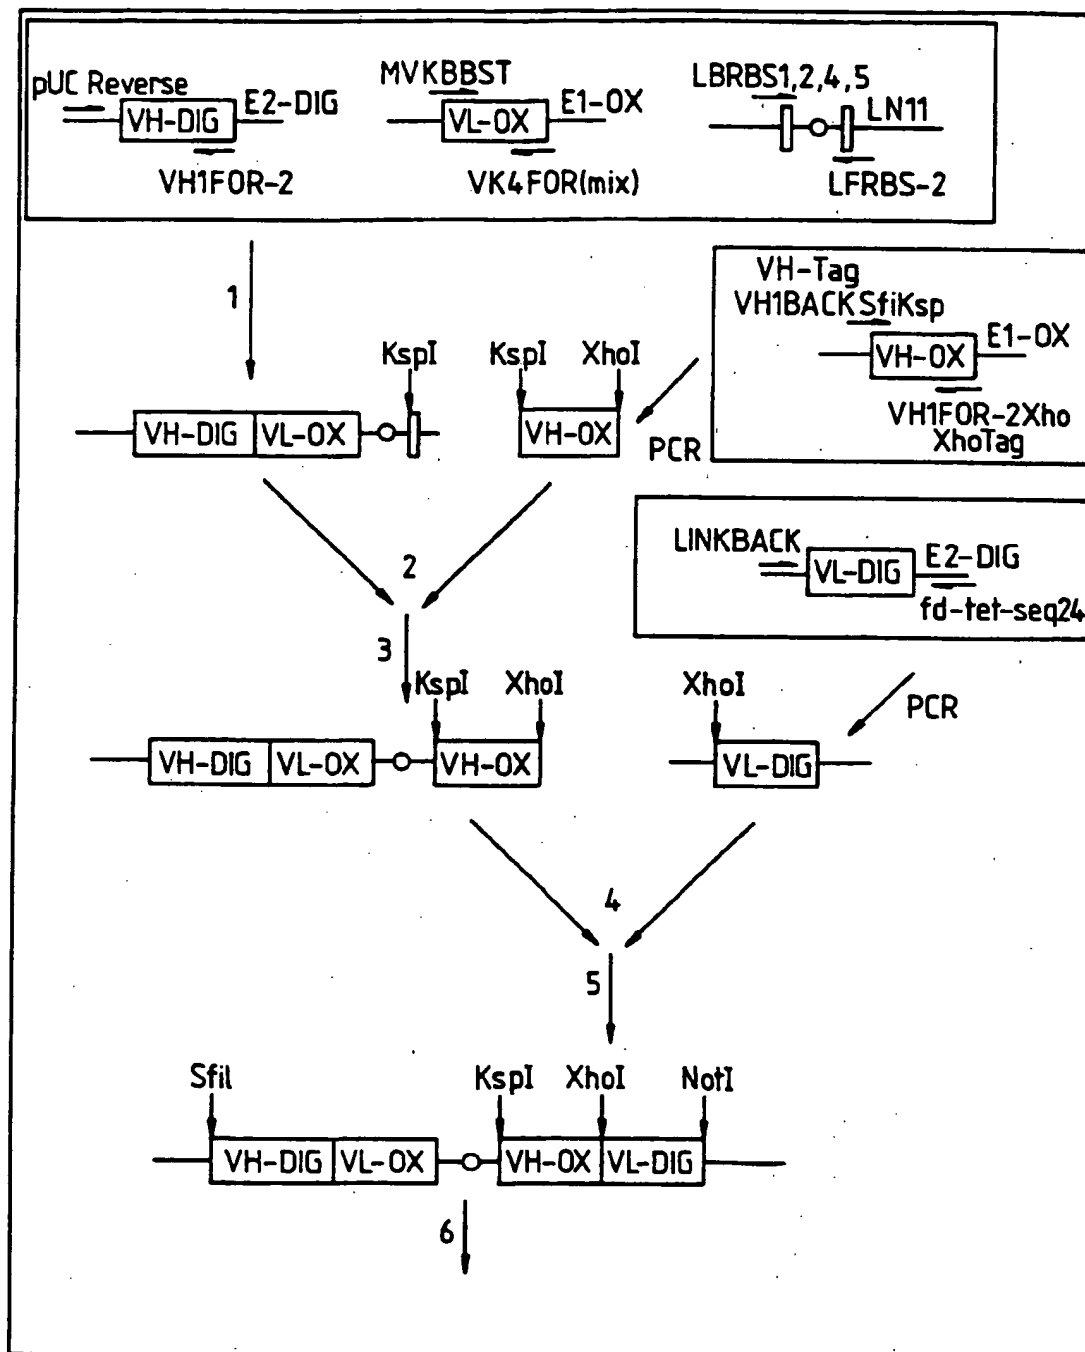 pUC Reverse
VH-DIG
E2-DIG
VH1FOR-2
MVKBBST
VL-OX
E1-OX
VK4FOR(mix)
LBRBS1,2,4,5
LN11
LFRBS-2
1
VH-Tag
VH1BACKSfiKsp
VH-OX
E1-OX
VH1FOR-2Xho
XhoTag
KspI
KspI
XhoI
VH-DIG
VL-OX
VH-OX
PCR
LINKBACK
VL-DIG
E2-DIG
fd-tet-seq24
2
3
KspI
XhoI
XhoI
PCR
VH-DIG
VL-OX
VH-OX
VL-DIG
4
5
SfiI
KspI
XhoI
NotI
VH-DIG
VL-OX
VH-OX
VL-DIG
6